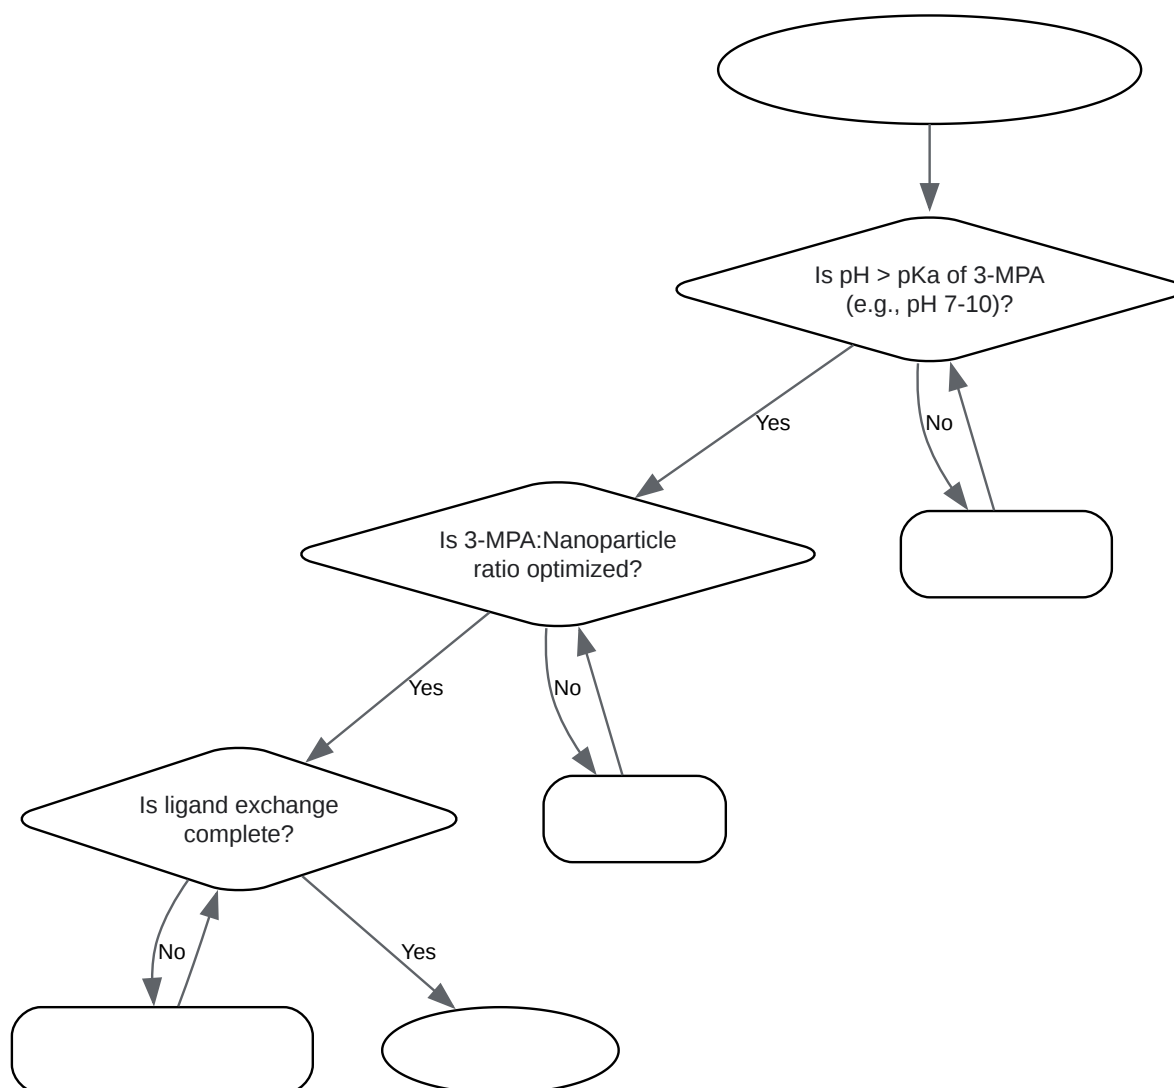 Is pH > pKa of 3-MPA
(e.g., pH 7-10)?
Yes
No
Is 3-MPA:Nanoparticle
ratio optimized?
Yes
No
Is ligand exchange
complete?
No
Yes